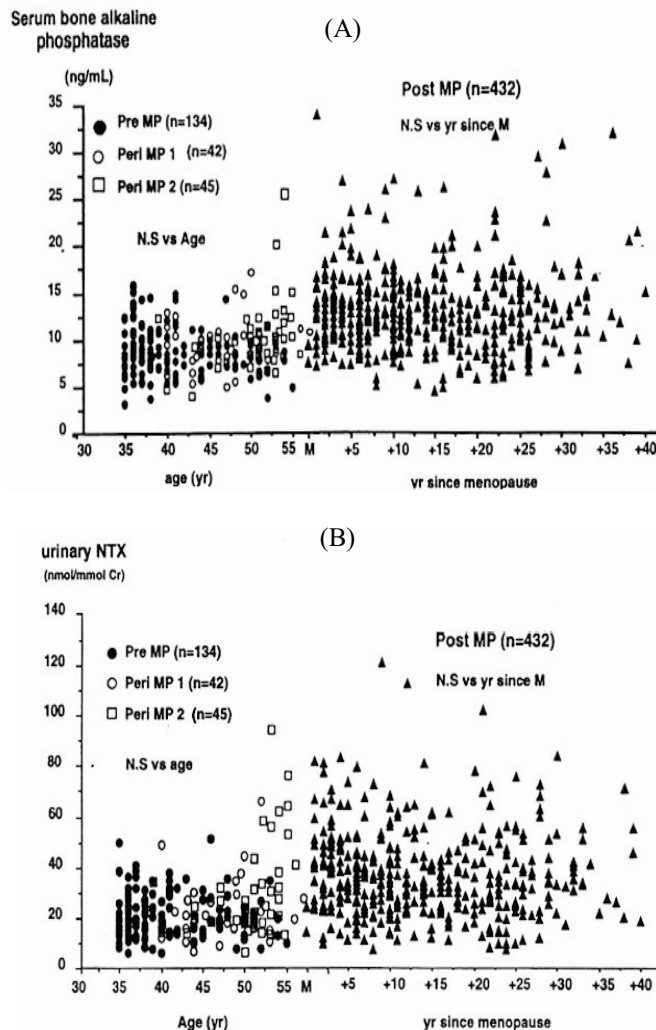 Serum bone alkaline
phosphatase
(ng/mL)
(A)
Post MP (n=432)
N.S vs yr since M
Pre MP (n=134)
Peri MP 1 (n=42)
Peri MP 2 (n=45)
N.S vs Age
35
30
25
20
15
10
5
0
30 35 40 45 50 55 M +5 +10 +15 +20 +25 +30 +35 +40
age (yr) yr since menopause
(B)
urinary NTX
(nmol/mmol Cr)
Post MP (n=432)
N.S vs yr since M
Pre MP (n=134)
Peri MP 1 (n=42)
Peri MP 2 (n=45)
N.S vs age
140
120
100
80
60
40
20
0
30 35 40 45 50 55 M +5 +10 +15 +20 +25 +30 +35 +40
Age (yr) yr since menopause